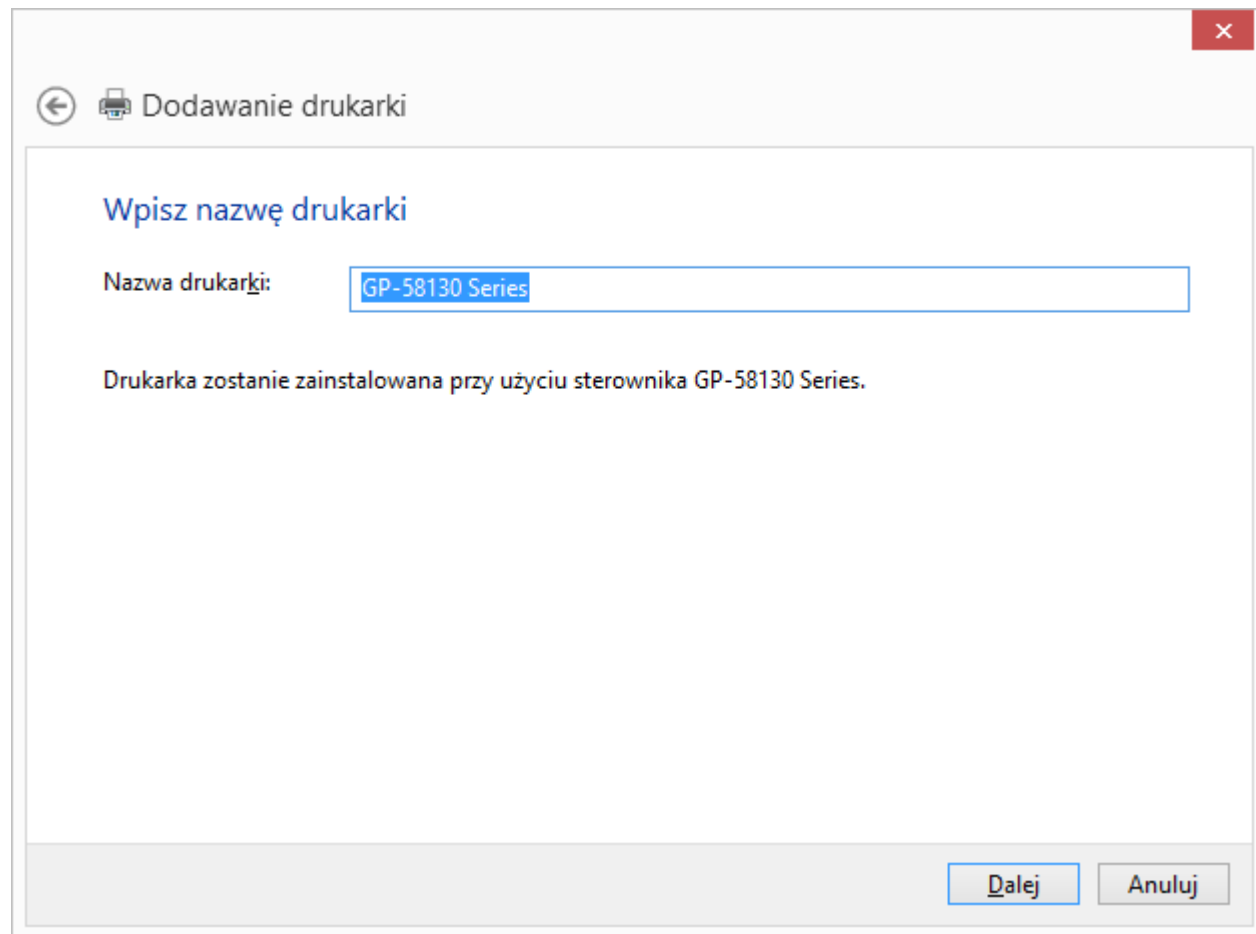 Dodawanie drukarki
Wpisz nazwę drukarki
Nazwa drukarki: GP-58130 Series
Drukarka zostanie zainstalowana przy użyciu sterownika GP-58130 Series.
Dalej Anuluj